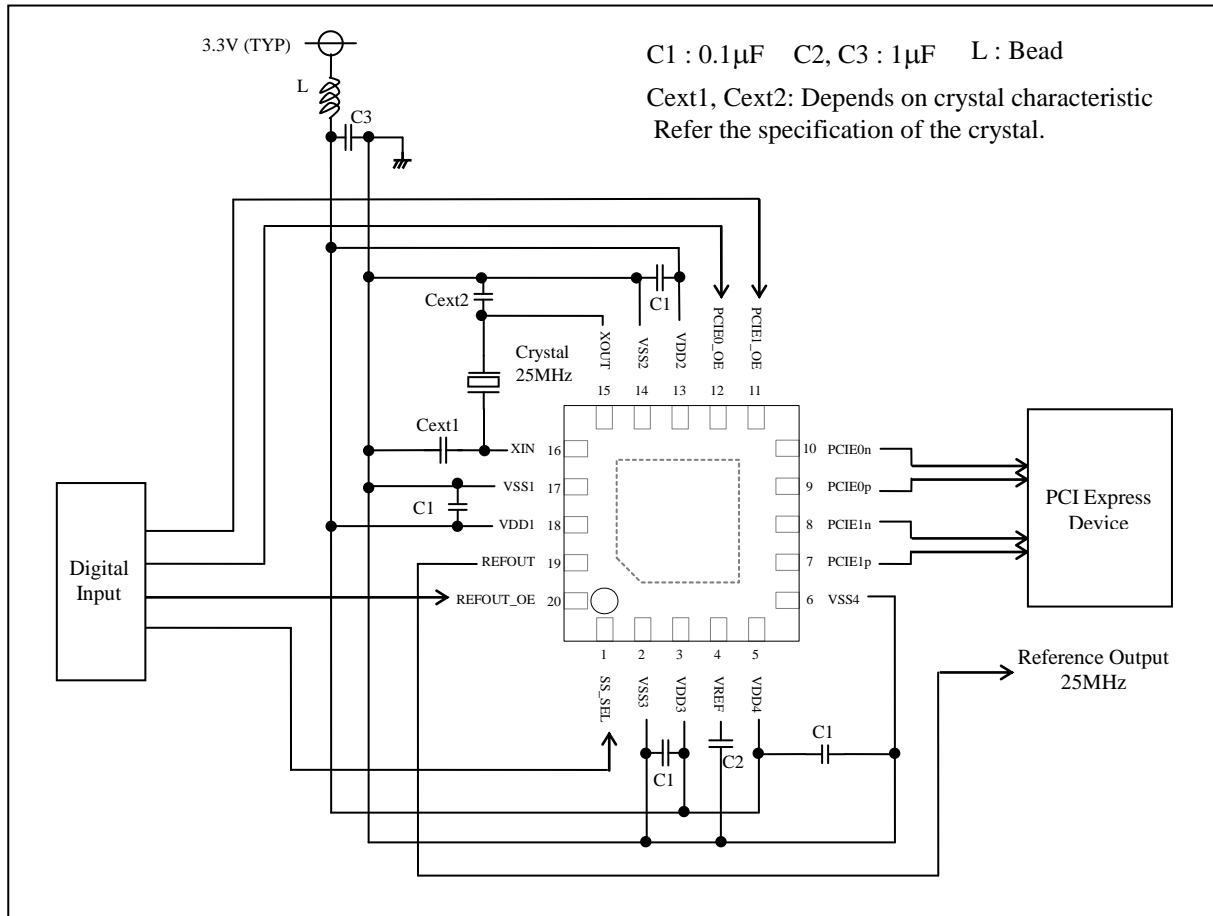 3.3V (TYP)
C1 : 0.1μF C2, C3 : 1μF L : Bead
Cext1, Cext2: Depends on crystal characteristic
Refer the specification of the crystal.
L
C3
Cext2
C1
XOUT
VSS2
VDD2
PCIE0_OE
PCIE1_OE
Crystal
25MHz
15 14 13 12 11
Cext1
XIN 16
VSS1 17
C1
VDD1 18
REFOUT 19
REFOUT_OE 20
10 PCIE0n
9 PCIE0p
8 PCIE1n
7 PCIE1p
6 VSS4
PCI Express
Device
Digital
Input
1 2 3 4 5
SS_SEL
VSS3
VDD3
VREF
VDD4
C1
C2
C1
Reference Output
25MHz